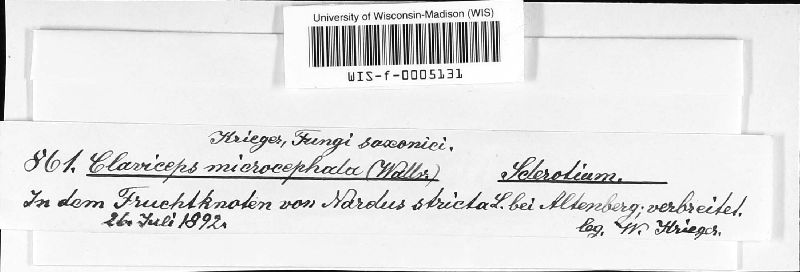 University of Wisconsin-Madison (WIS)
WIS-f-0005131
Krieger, Fungi saxonici.
861. Claviceps microcephala (Wallr.) Sclerotium.
In dem Fruchtknoten von Nardus stricta L. bei Altenberg; verbreitet.
26. Juli 1892. leg. W. Krieger.